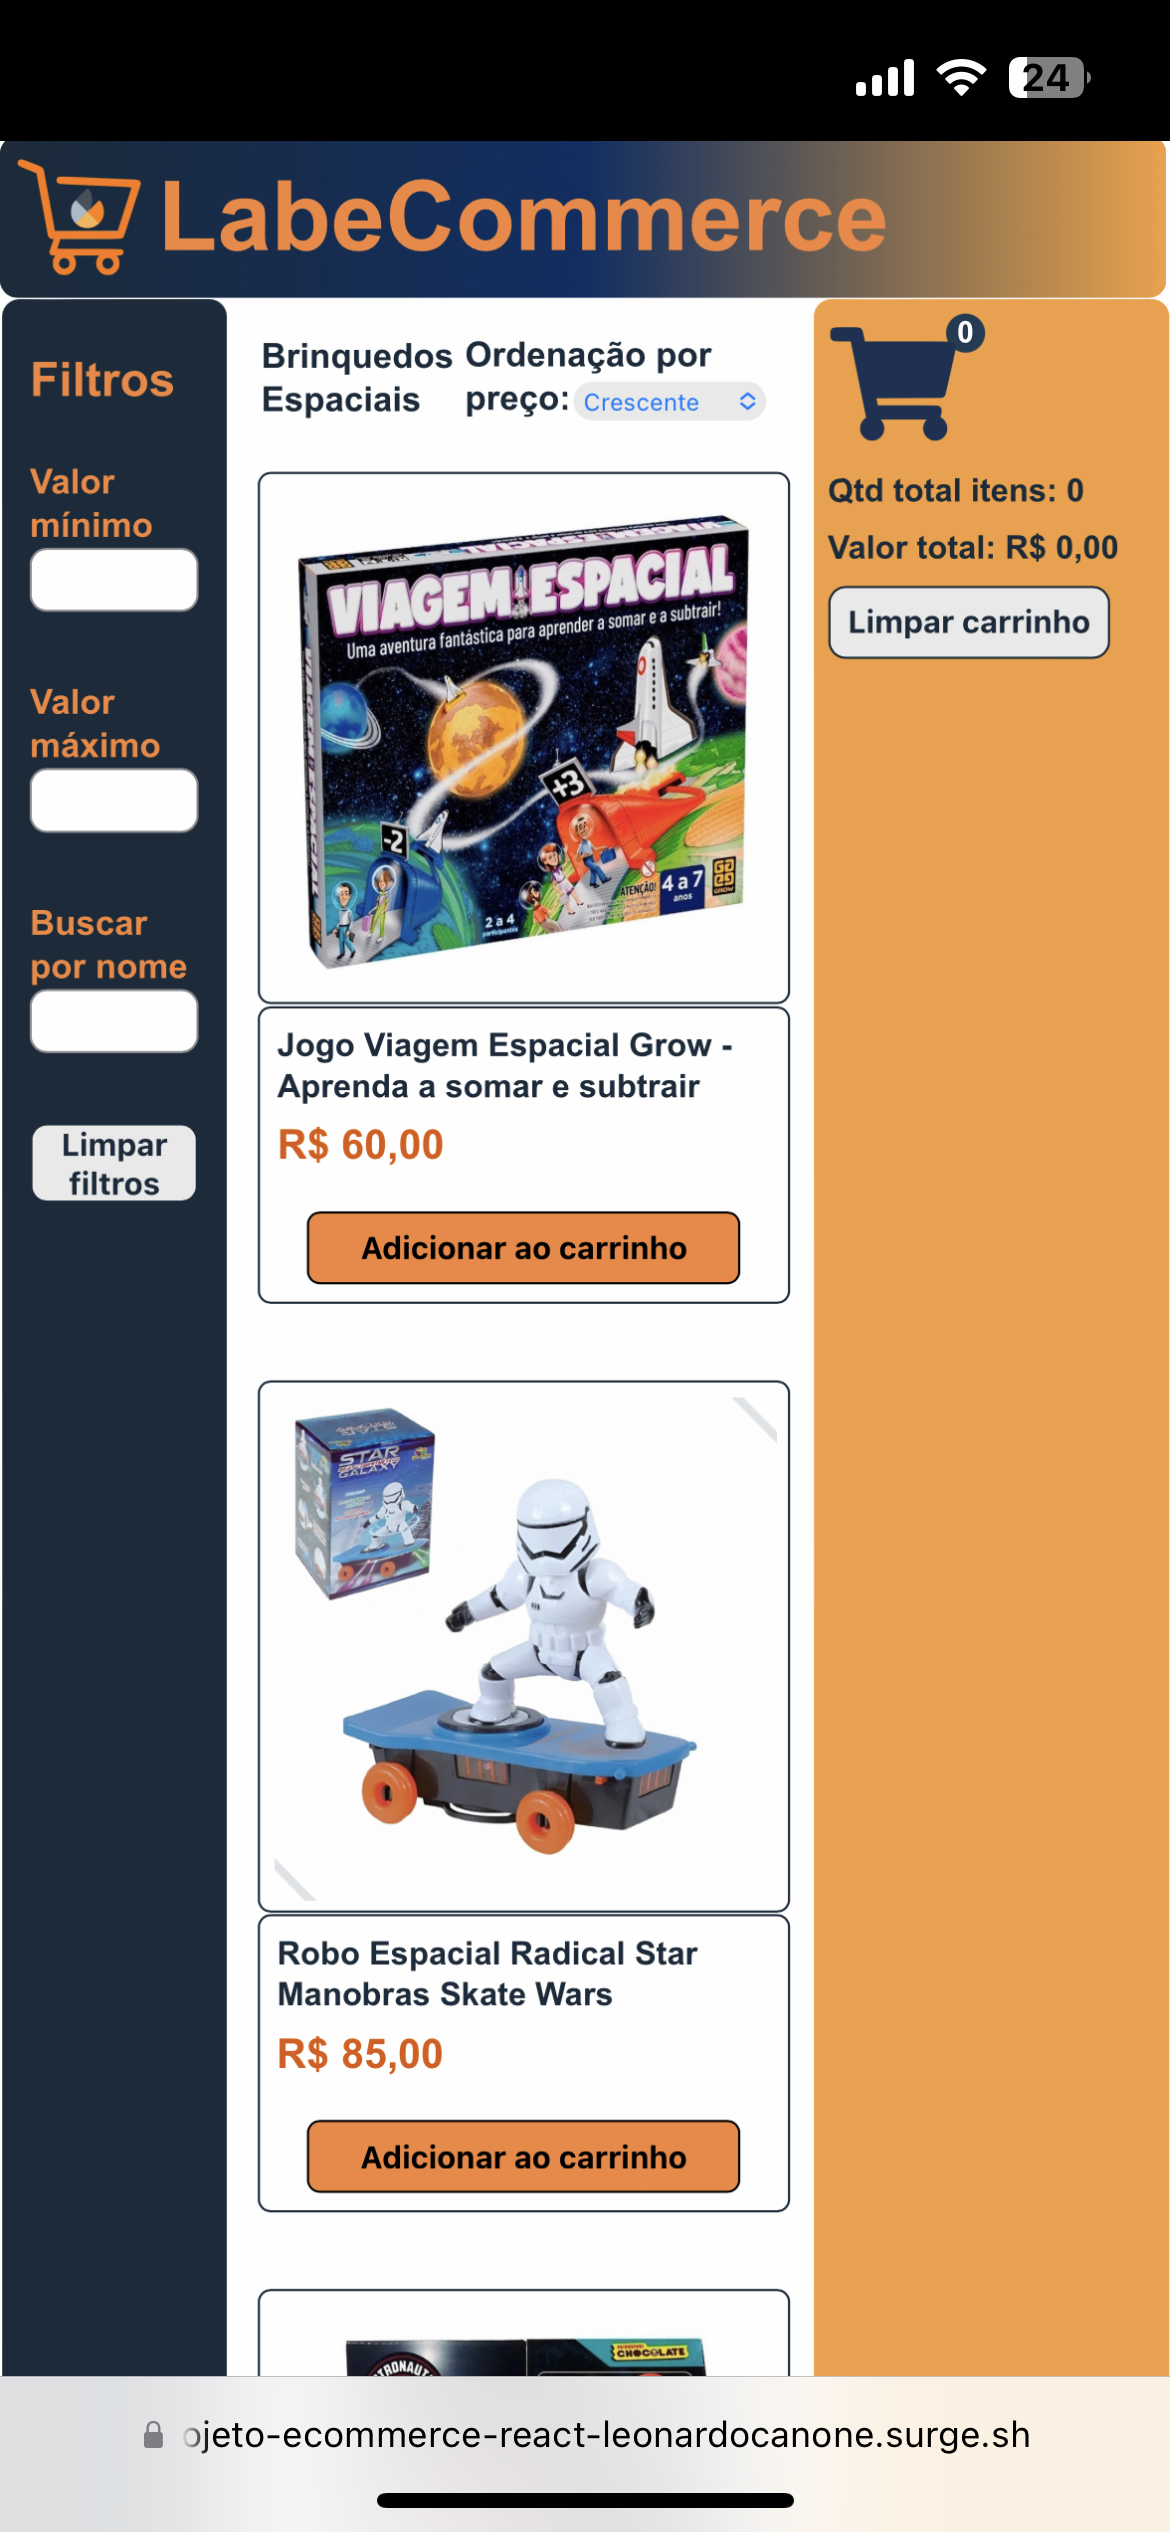 24
LabeCommerce
Filtros
Valor
mínimo
Valor
máximo
Buscar
por nome
Limpar
filtros
Brinquedos
Espaciais
Ordenação por
preço: Crescente
VIAGEM ESPACIAL
Uma aventura fantástica para aprender a somar e a subtrair!
+3
-2
2 a 4
participantes
ATENÇÃO!
4 a 7
anos
GROW
Jogo Viagem Espacial Grow -
Aprenda a somar e subtrair
R$ 60,00
Adicionar ao carrinho
STAR
GALAXY
Robo Espacial Radical Star
Manobras Skate Wars
R$ 85,00
Adicionar ao carrinho
CHOCOLATE
0
Qtd total itens: 0
Valor total: R$ 0,00
Limpar carrinho
ojeto-ecommerce-react-leonardocanone.surge.sh